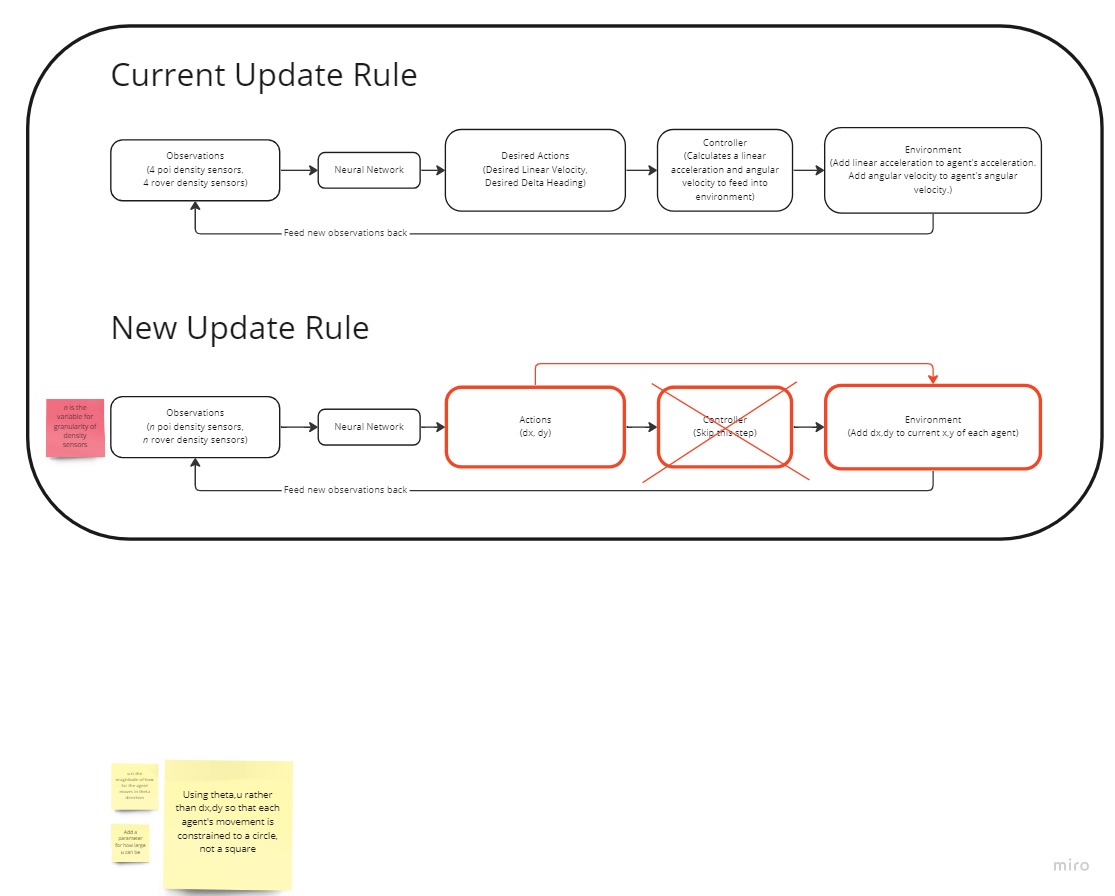 Current Update Rule
Observations
(4 poi density sensors,
4 rover density sensors)
Neural Network
Desired Actions
(Desired Linear Velocity,
Desired Delta Heading)
Controller
(Calculates a linear
acceleration and angular
velocity to feed into
environment)
Environment
(Add linear acceleration to agent's acceleration.
Add angular velocity to agent's angular
velocity.)
Feed new observations back
New Update Rule
n is the
variable for
granularity of
density
sensors
Observations
(n poi density sensors,
n rover density sensors)
Neural Network
Actions
(dx, dy)
Controller
(Skip this step)
Environment
(Add dx,dy to current x,y of each agent)
Feed new observations back
u is the
magnitude of how
far the agent
moves in theta
direction
Add a
parameter
for how large
u can be
Using theta,u rather
than dx,dy so that each
agent's movement is
constrained to a circle,
not a square
miro